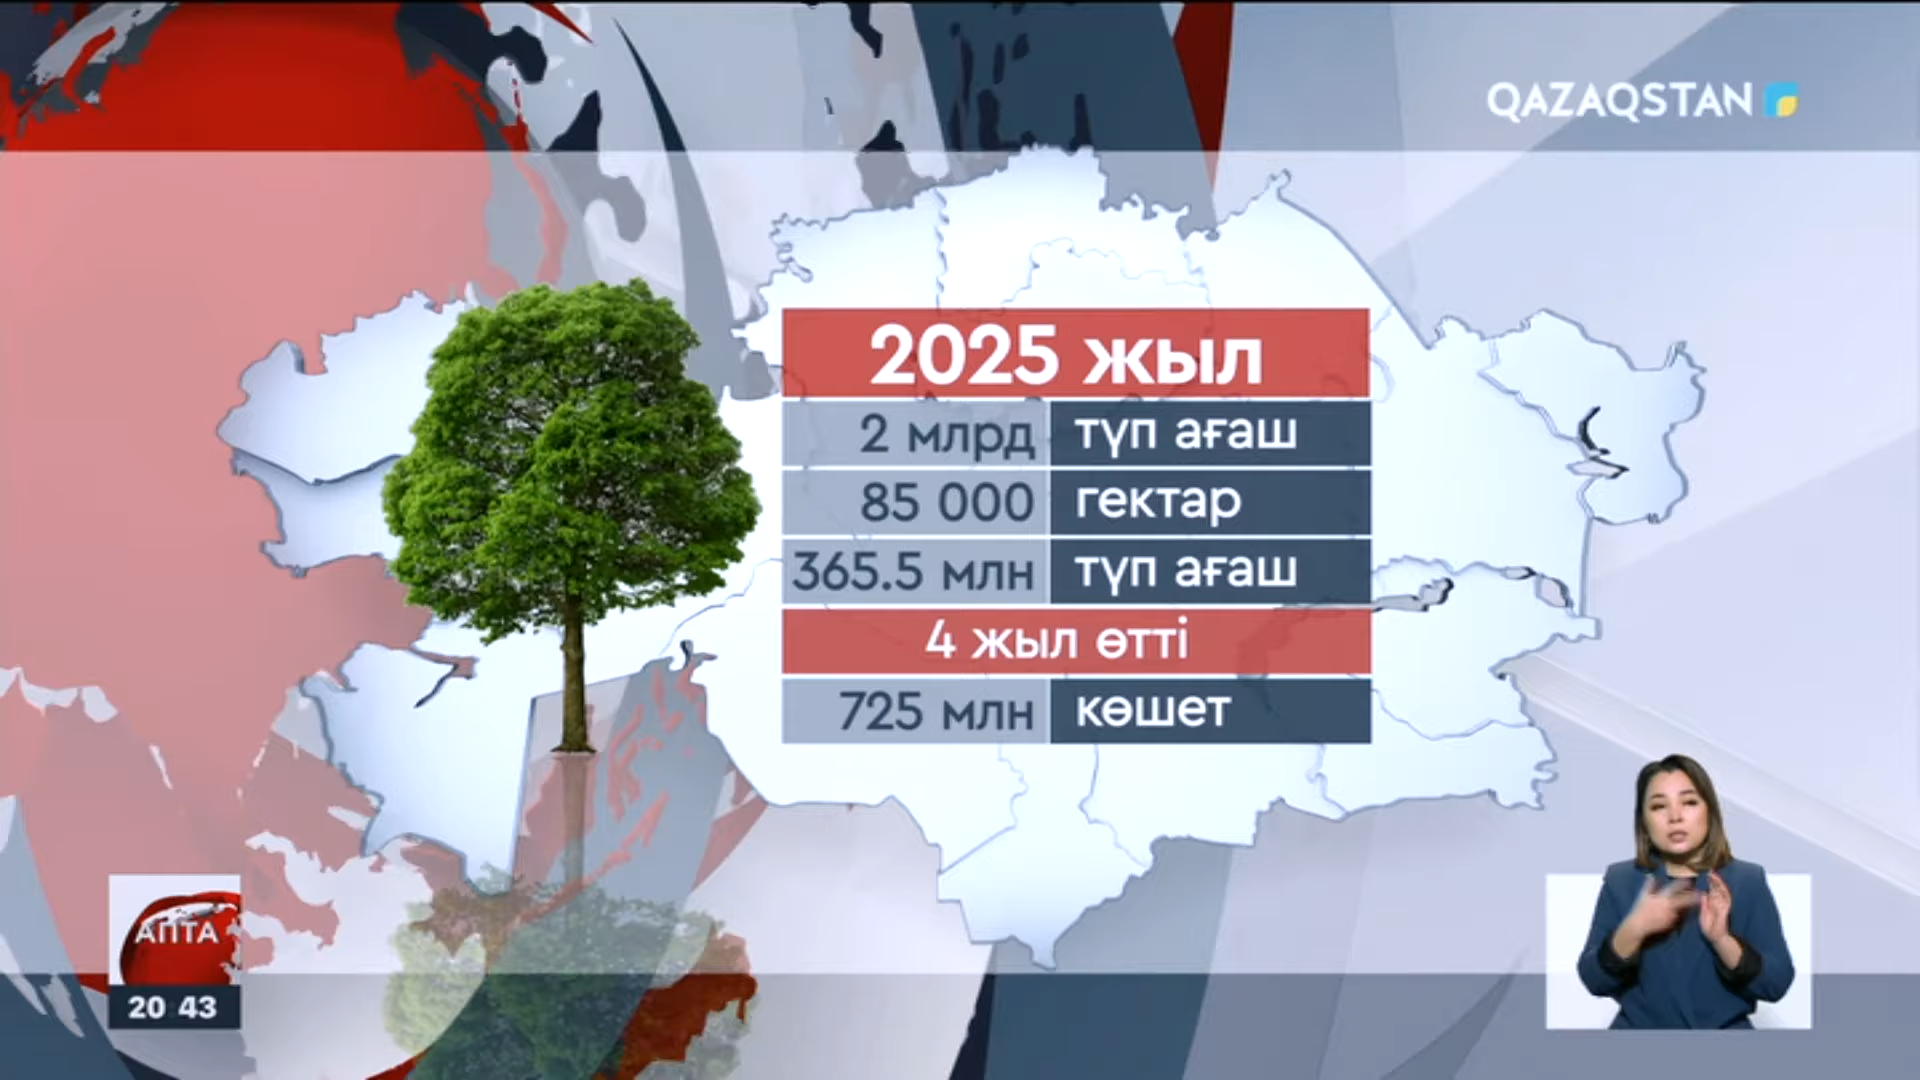 QAZAQSTAN
2025 жыл
2 млрд түп ағаш
85 000 гектар
365.5 млн түп ағаш
4 жыл өтті
725 млн көшет
АПТА
20 43